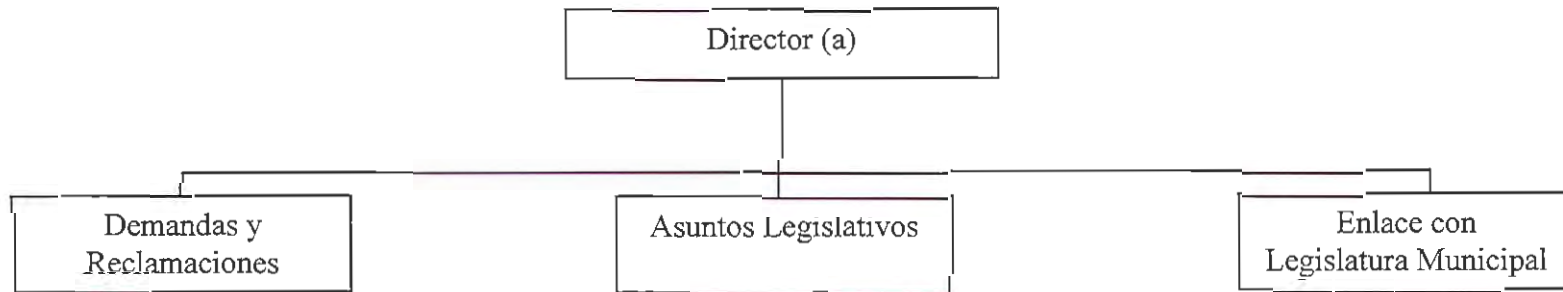 Director (a)
Demandas y
Reclamaciones
Asuntos Legislativos
Enlace con
Legislatura Municipal